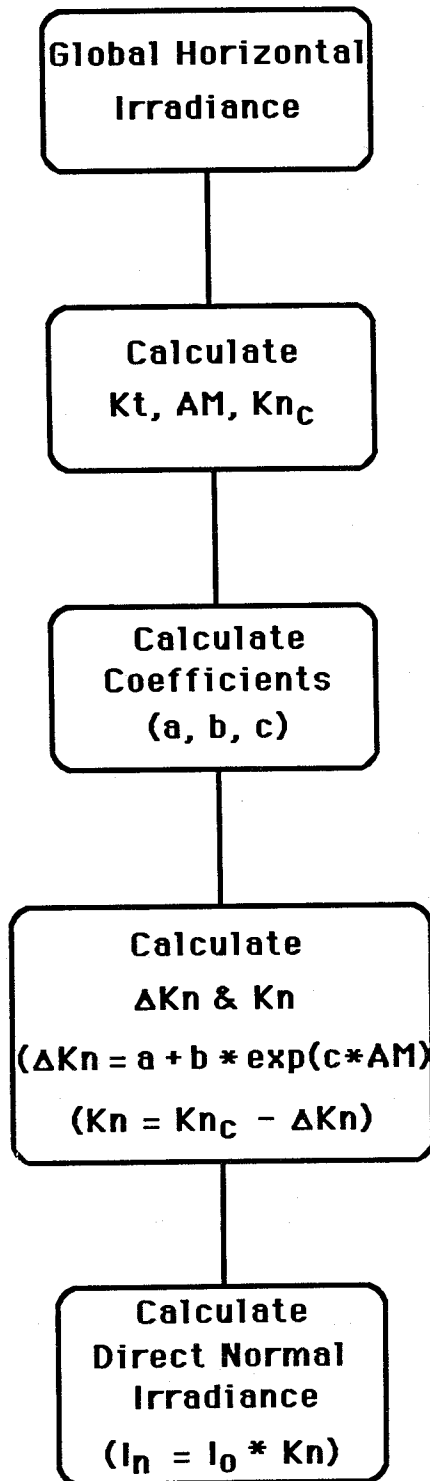 Global Horizontal
Irradiance
Calculate
Kt, AM, Knc
Calculate
Coefficients
(a, b, c)
Calculate
ΔKn & Kn
(ΔKn = a + b * exp(c*AM)
(Kn = Knc - ΔKn)
Calculate
Direct Normal
Irradiance
(In = Io * Kn)